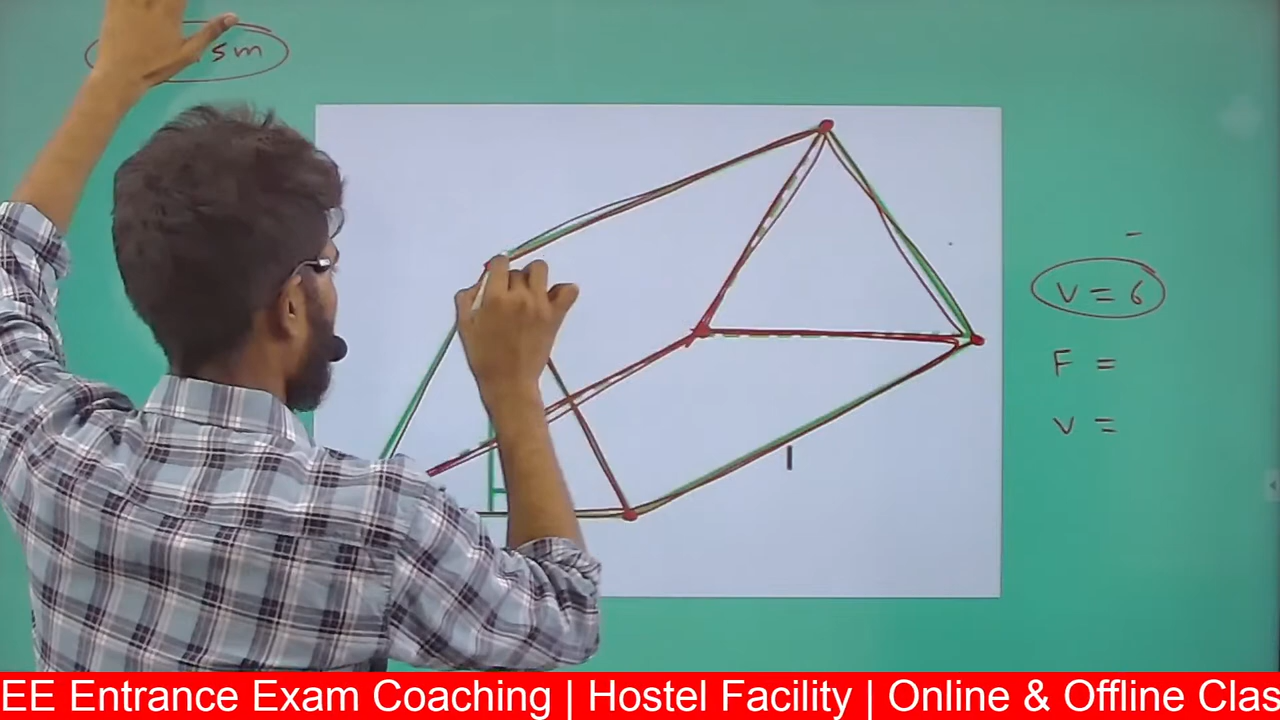 sm
V = 6
F =
V =
l
EE Entrance Exam Coaching | Hostel Facility | Online & Offline Clas